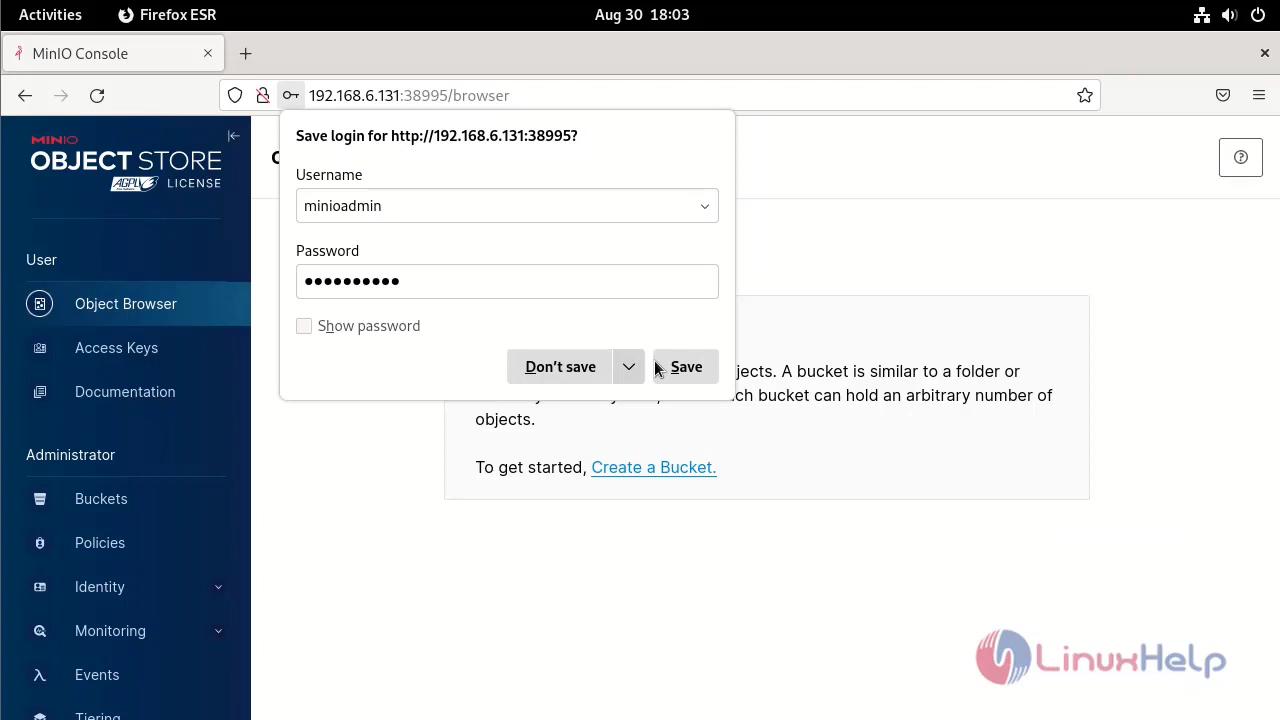 Activities
Firefox ESR
Aug 30 18:03
MinIO Console
192.168.6.131:38995/browser
MINIO
OBJECT STORE
AGPL LICENSE
Save login for http://192.168.6.131:38995?
Username
minioadmin
Password
••••••••••
Show password
Don't save
Save
User
Object Browser
Access Keys
Documentation
Administrator
Buckets
Policies
Identity
Monitoring
Events
Tiering
jects. A bucket is similar to a folder or
ch bucket can hold an arbitrary number of
objects.
To get started, Create a Bucket.
LinuxHelp